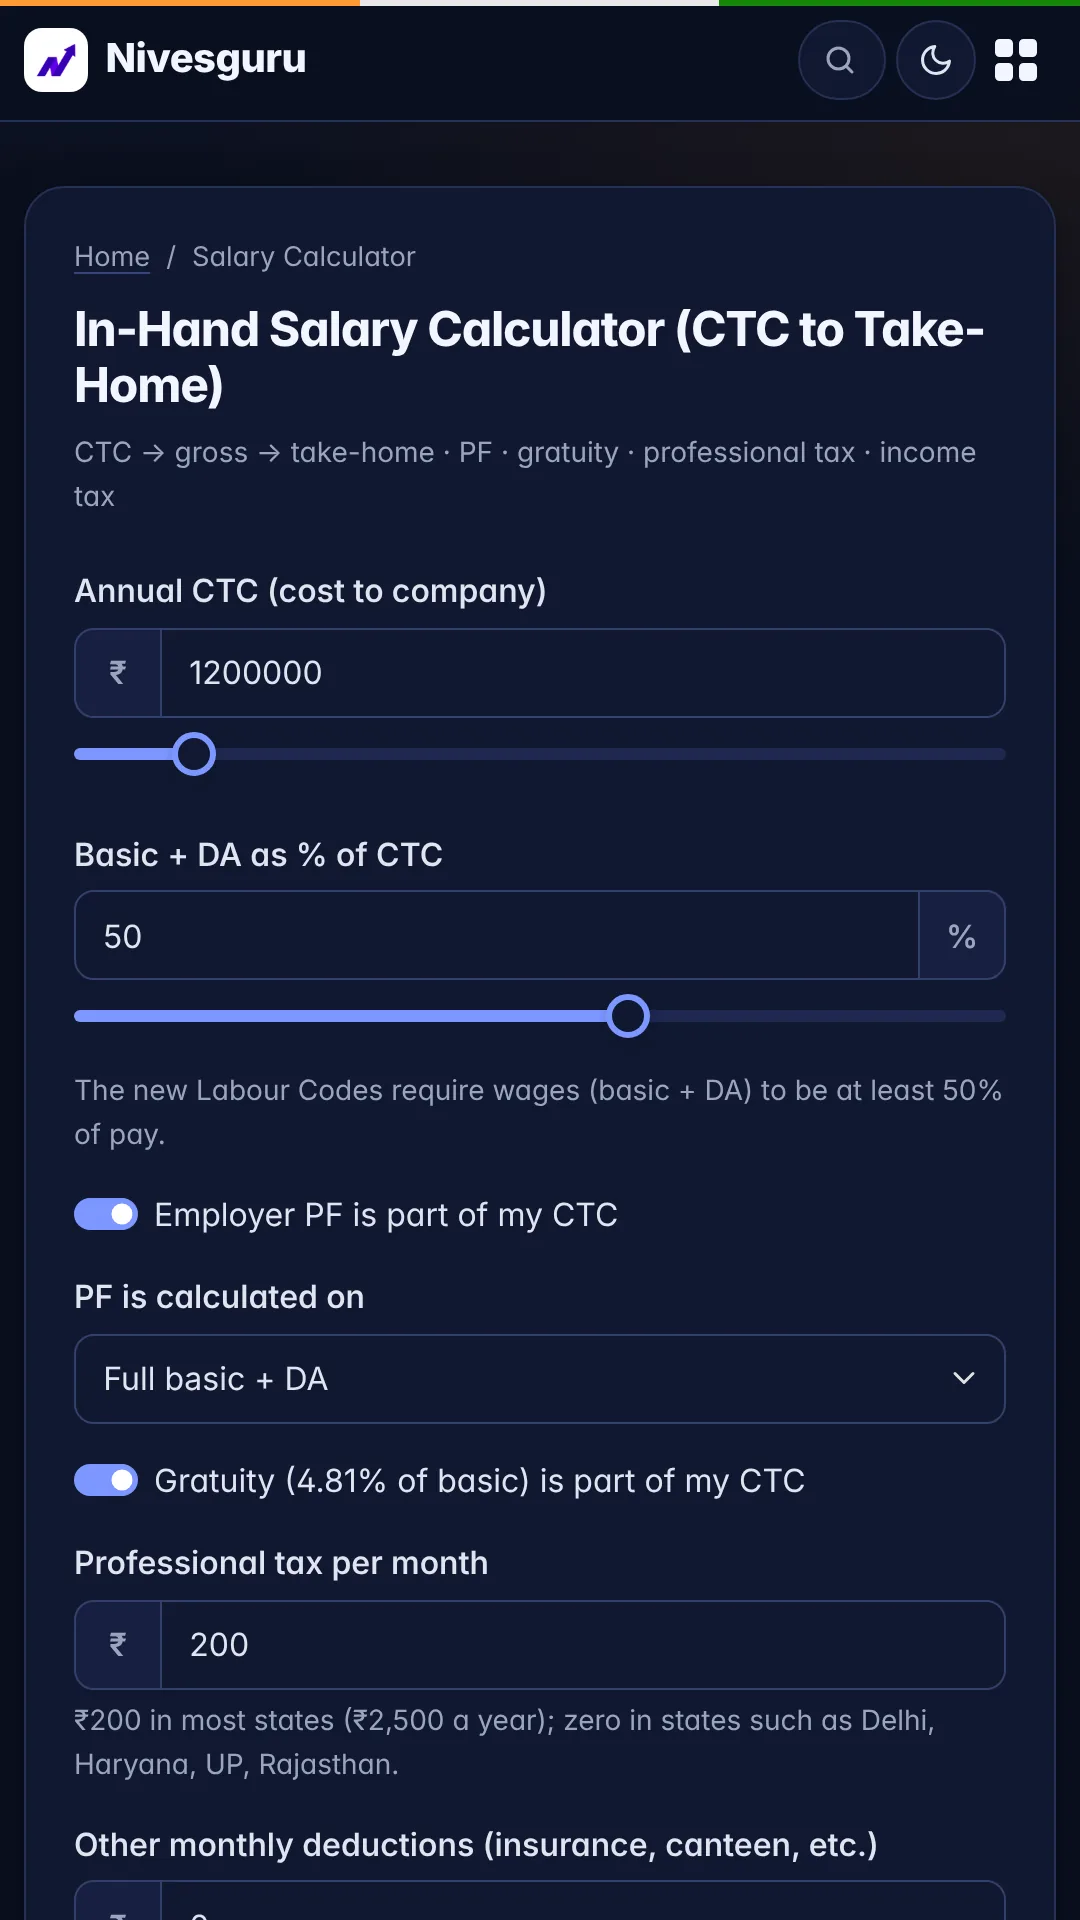 Nivesguru
Home / Salary Calculator
In-Hand Salary Calculator (CTC to Take-
Home)
CTC → gross → take-home · PF · gratuity · professional tax · income
tax
Annual CTC (cost to company)
₹ 1200000
Basic + DA as % of CTC
50 %
The new Labour Codes require wages (basic + DA) to be at least 50%
of pay.
Employer PF is part of my CTC
PF is calculated on
Full basic + DA
Gratuity (4.81% of basic) is part of my CTC
Professional tax per month
₹ 200
₹200 in most states (₹2,500 a year); zero in states such as Delhi,
Haryana, UP, Rajasthan.
Other monthly deductions (insurance, canteen, etc.)